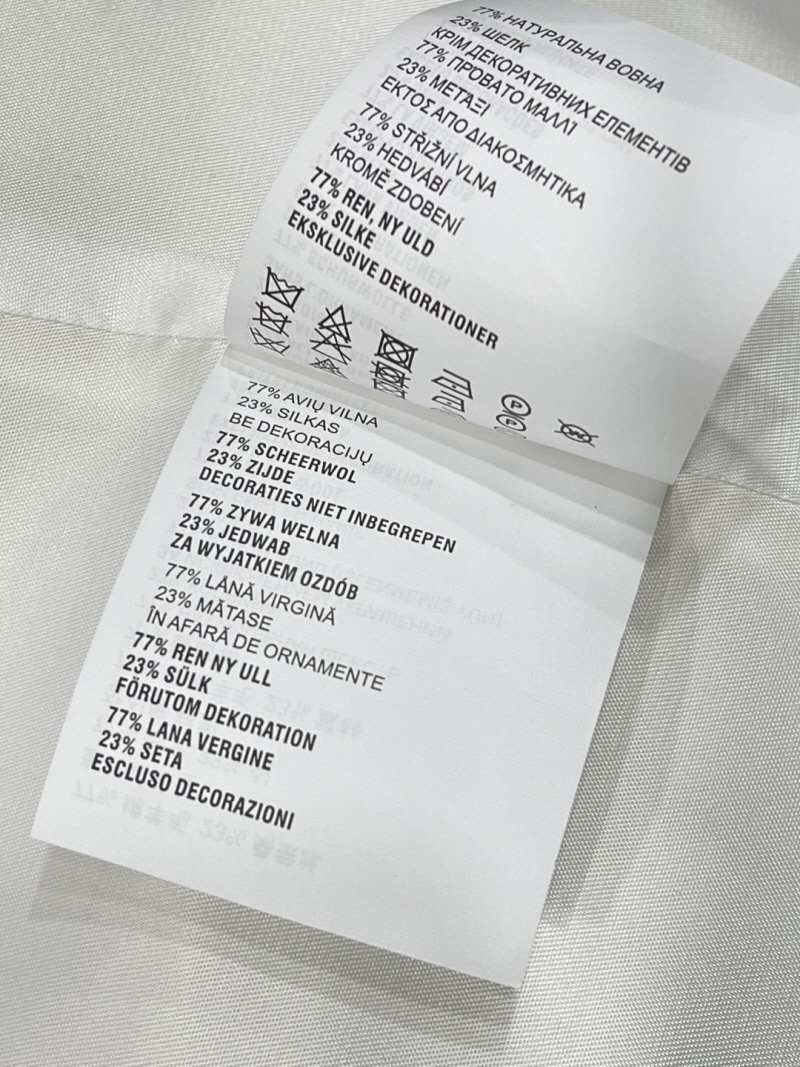 77% НАТУРАЛЬНА ВОВНА
23% ШЕЛК
КРІМ ДЕКОРАТИВНИХ ЕЛЕМЕНТІВ
77% ΠΡΟΒΑΤΟ ΜΑΛΛΊ
23% ΜΕΤΑΞΙ
ΕΚΤΟΣ ΑΠΟ ΔΙΑΚΟΣΜΗΤΙΚΑ
77% STŘIŽNÍ VLNA
23% HEDVÁBÍ
KROMĚ ZDOBENÍ
77% REN, NY ULD
23% SILKE
EKSKLUSIVE DEKORATIONER
P
77% AVIŲ VILNA
23% SILKAS
BE DEKORACIJŲ
77% SCHEERWOL
23% ZIJDE
DECORATIES NIET INBEGREPEN
77% ZYWA WELNA
23% JEDWAB
ZA WYJATKIEM OZDÓB
77% LÂNĂ VIRGINĂ
23% MĂTASE
ÎN AFARĂ DE ORNAMENTE
77% REN NY ULL
23% SÜLK
FÖRUTOM DEKORATION
77% LANA VERGINE
23% SETA
ESCLUSO DECORAZIONI